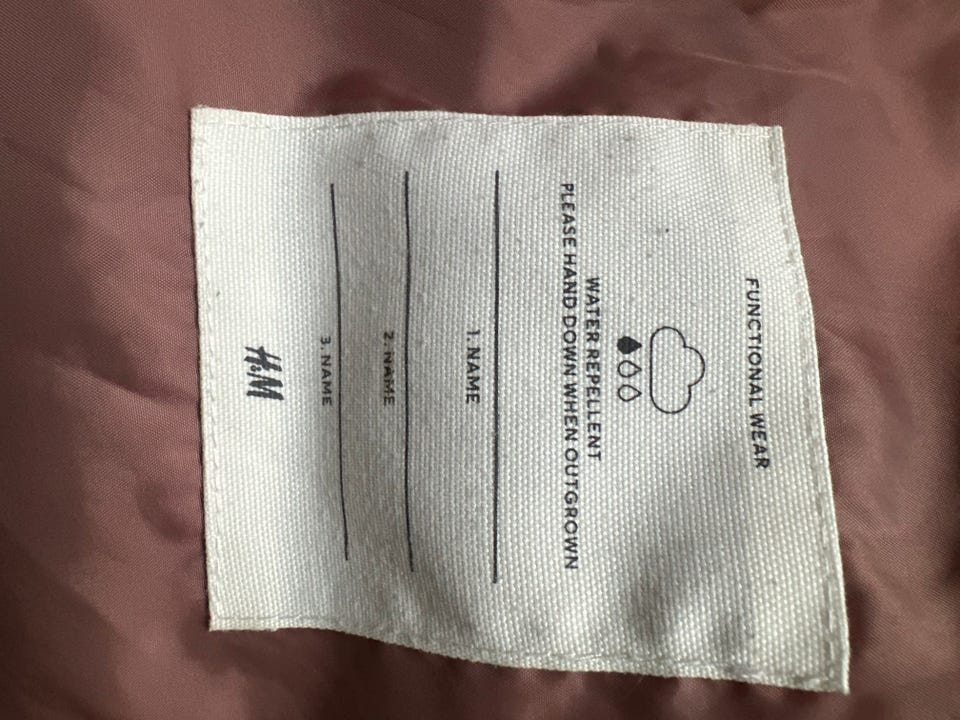 FUNCTIONAL WEAR
WATER REPELLENT
PLEASE HAND DOWN WHEN OUTGROWN
1. NAME
2. NAME
3. NAME
H&M